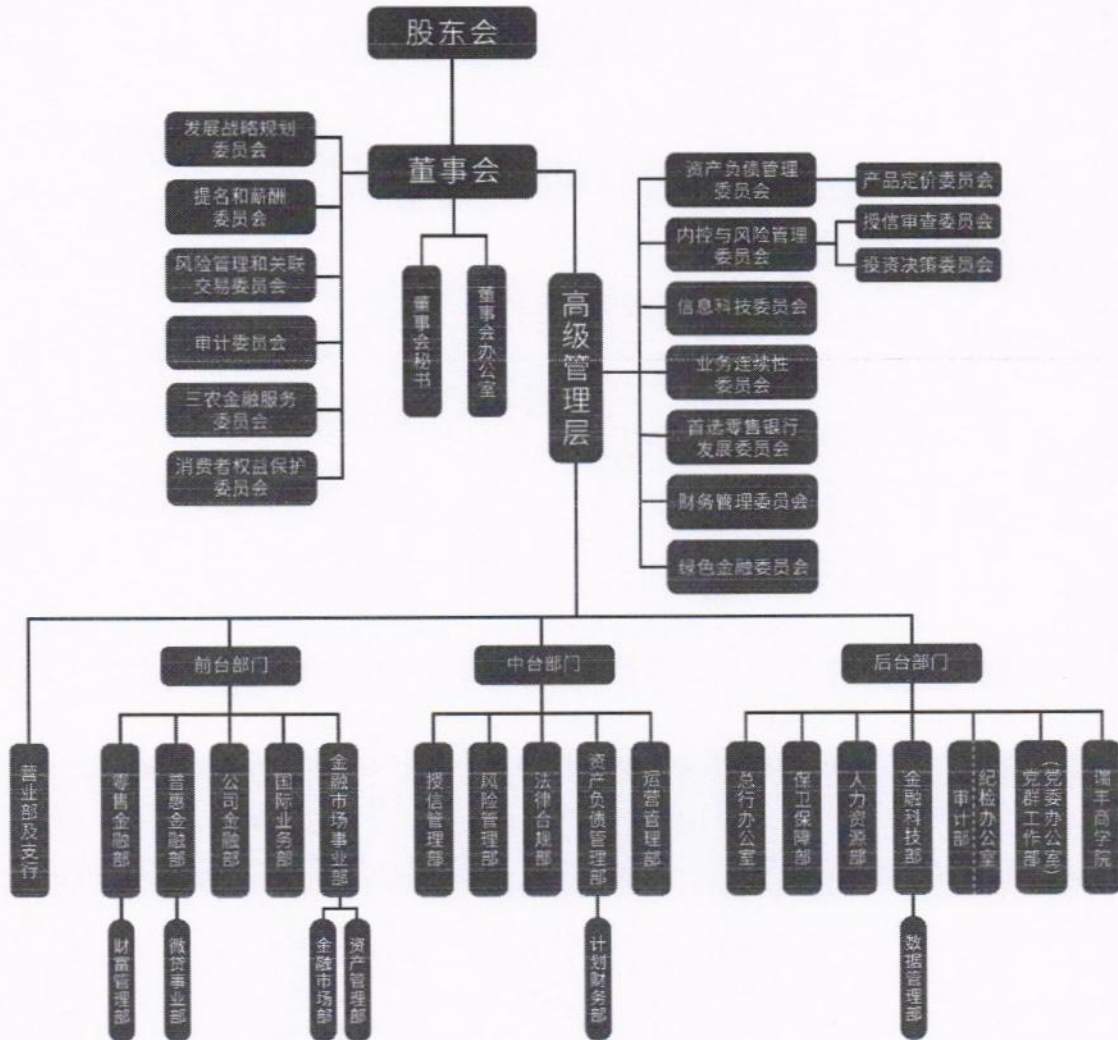 股东会
董事会
发展战略规划
委员会
提名和薪酬
委员会
风险管理和关联
交易委员会
审计委员会
三农金融服务
委员会
消费者权益保护
委员会
董事会秘书
董事会办公室
高级管理层
资产负债管理
委员会
产品定价委员会
内控与风险管理
委员会
授信审查委员会
投资决策委员会
信息科技委员会
业务连续性
委员会
首选零售银行
发展委员会
财务管理委员会
绿色金融委员会
前台部门
中台部门
后台部门
营业部及支行
零售金融部
普惠金融部
公司金融部
国际业务部
金融市场事业部
授信管理部
风险管理部
法律合规部
资产负债管理部
运营管理部
总行办公室
保卫保障部
人力资源部
金融科技部
纪检办公室
审计部
(党委办公室)
党群工作部
瑞丰商学院
财富管理部
微贷事业部
金融市场部
资产管理部
计划财务部
数据管理部